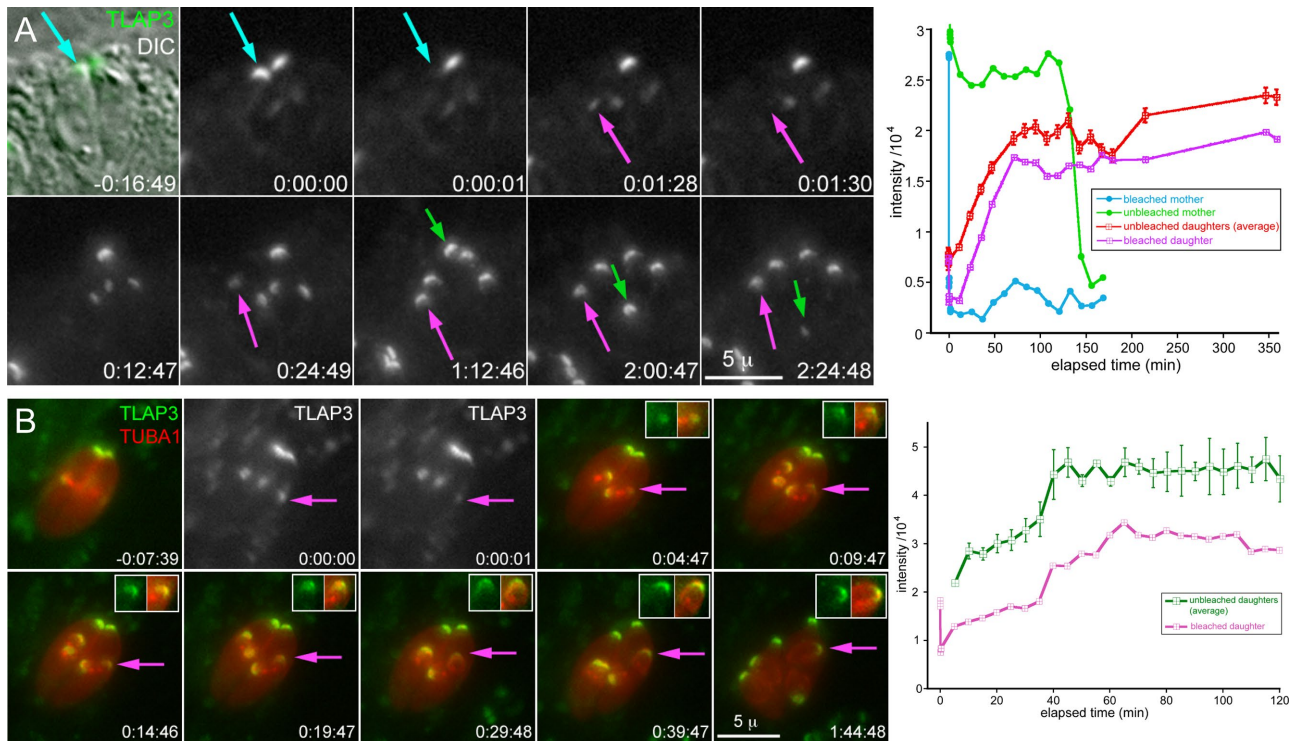 A
TLAP3
DIC
-0:16:49
0:00:00
0:00:01
0:01:28
0:01:30
0:12:47
0:24:49
1:12:46
2:00:47
5 μ
2:24:48
intensity /10⁴
3
2.5
2
1.5
1
0.5
0
0
50
100
150
200
250
300
350
elapsed time (min)
bleached mother
unbleached mother
unbleached daughters (average)
bleached daughter
B
TLAP3
TUBA1
-0:07:39
TLAP3
0:00:00
TLAP3
0:00:01
0:04:47
0:09:47
0:14:46
0:19:47
0:29:48
0:39:47
5 μ
1:44:48
intensity /10⁴
5
4
3
2
1
0
0
20
40
60
80
100
120
elapsed time (min)
unbleached daughters
(average)
bleached daughter